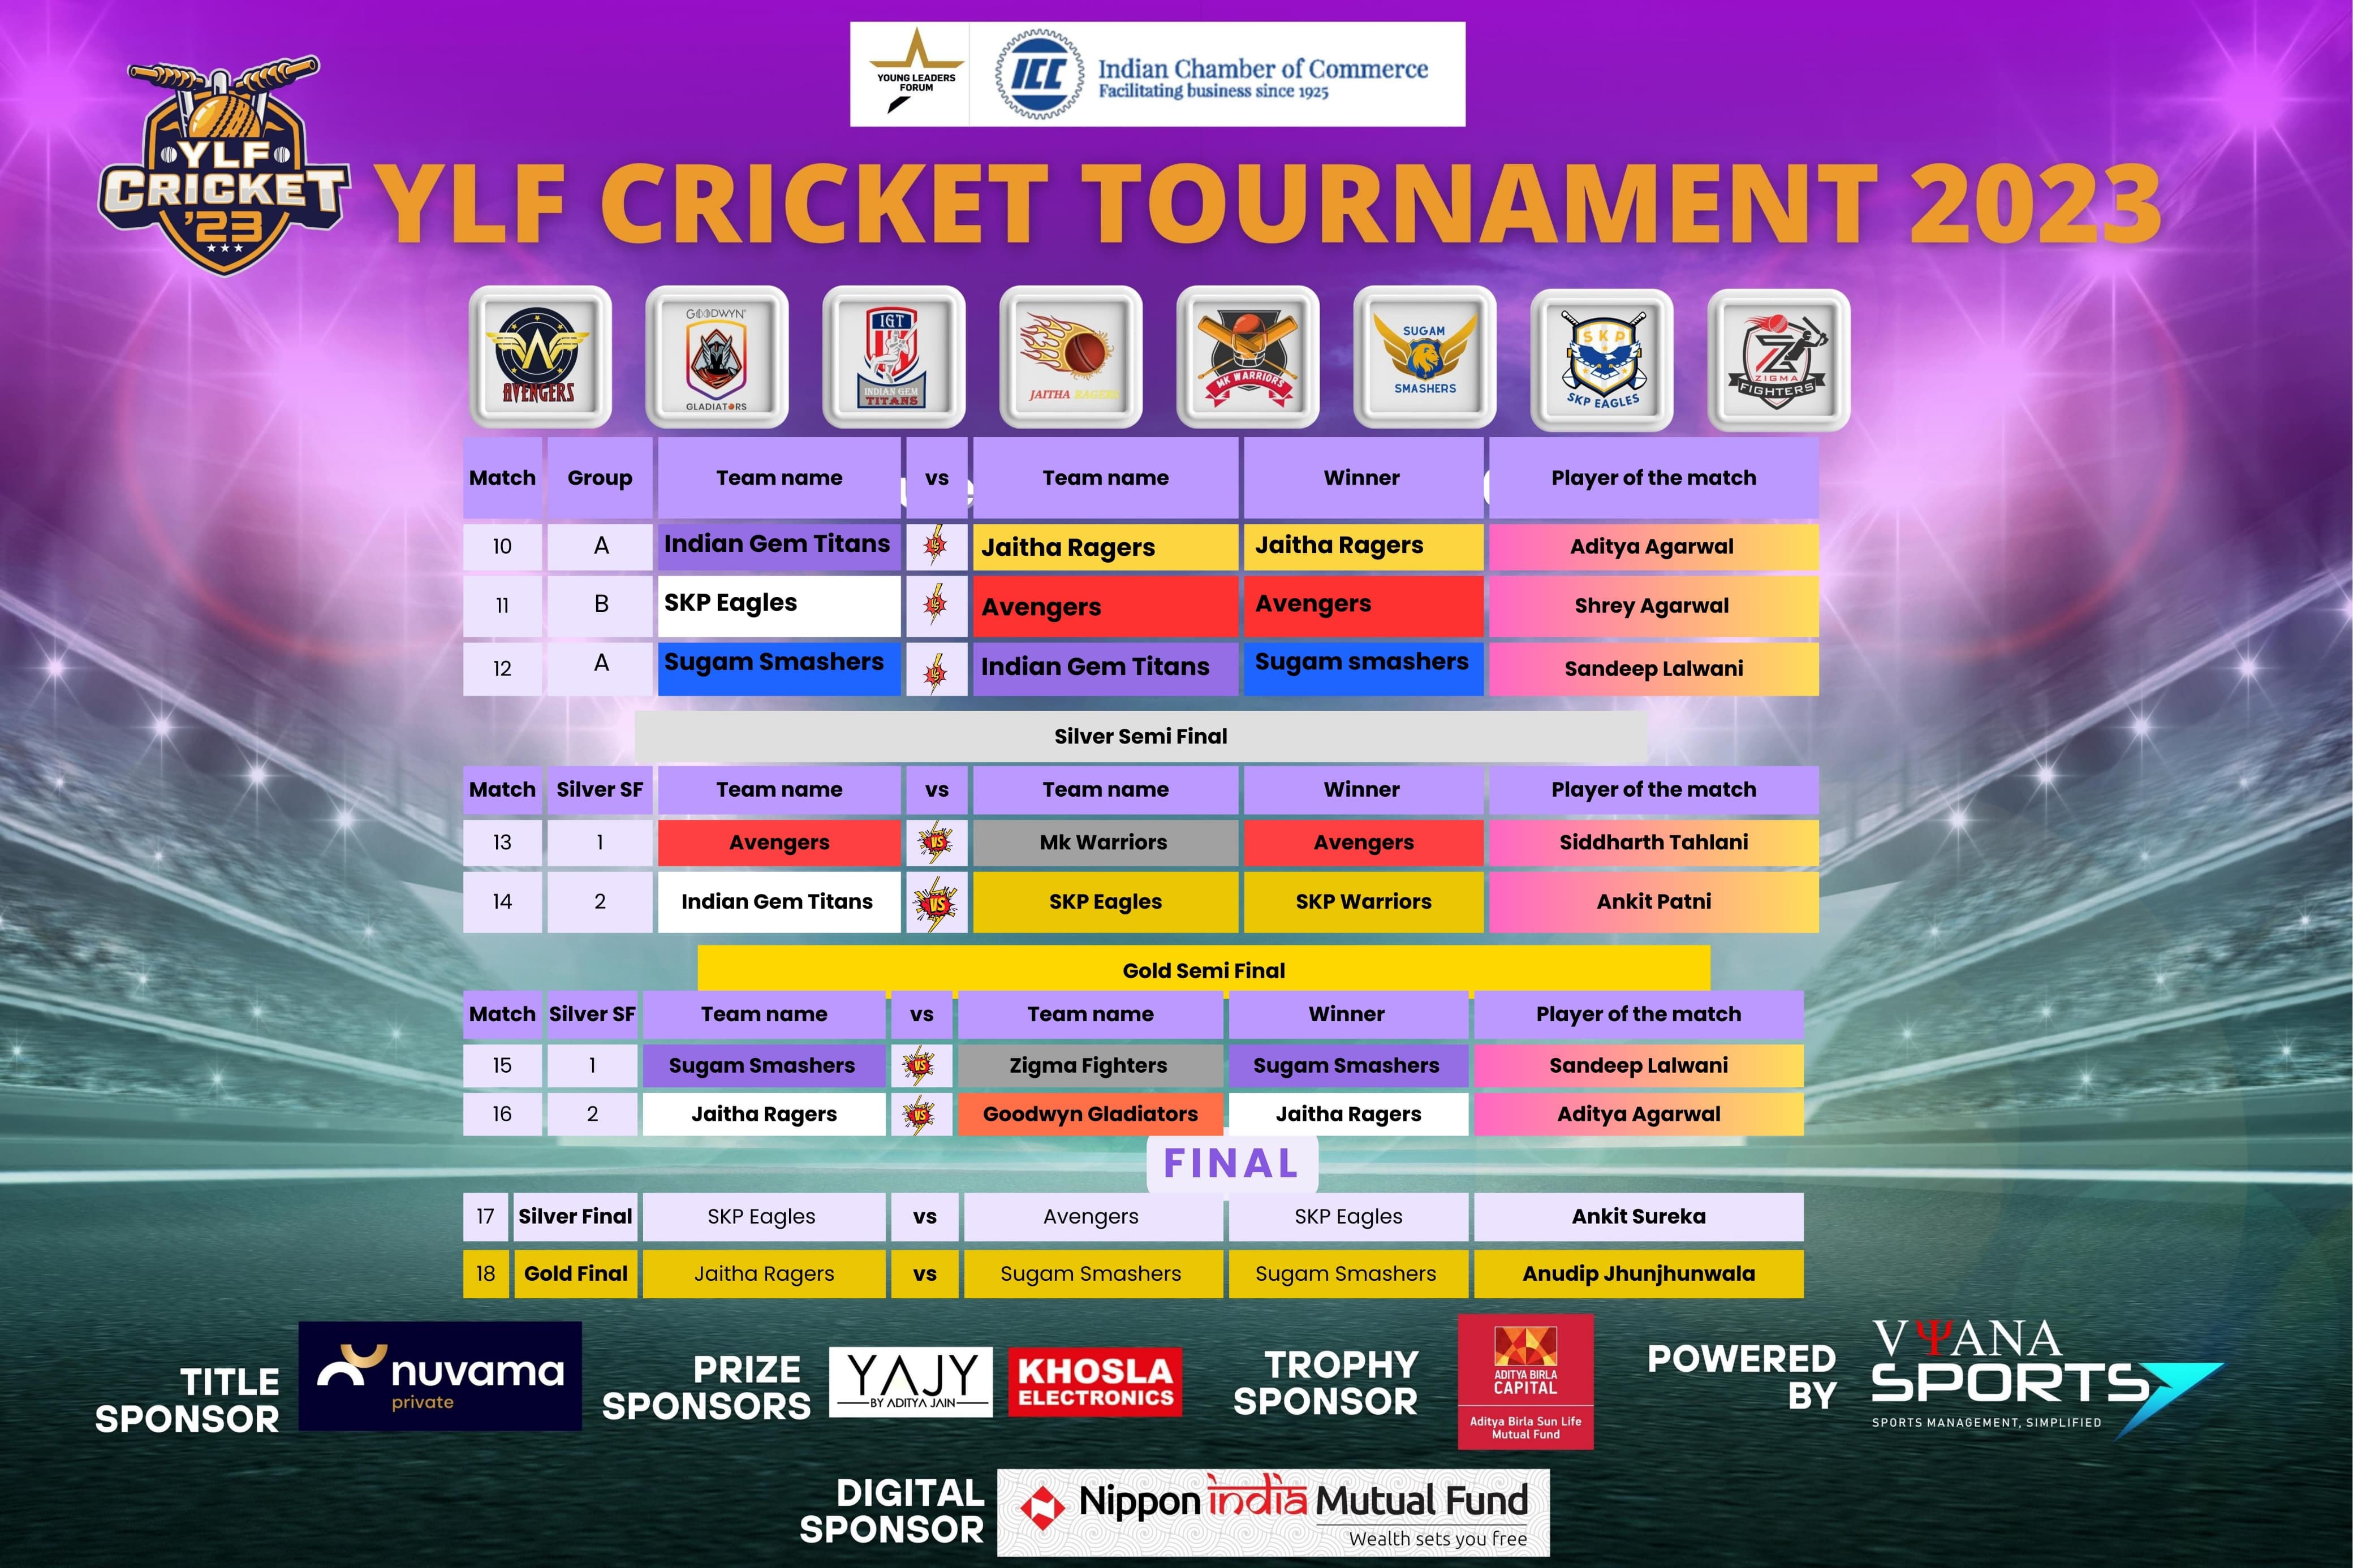 YOUNG LEADERS
FORUM
ICC
Indian Chamber of Commerce
Facilitating business since 1925
YLF
CRICKET
'23
YLF CRICKET TOURNAMENT 2023
AVENGERS
GOODWYN
GLADIATORS
IGT
INDIAN GEM
TITANS
JAITHA RAGERS
MK WARRIORS
SUGAM
SMASHERS
SKP
SKP EAGLES
ZIGMA
FIGHTERS
Match Group Team name vs Team name Winner Player of the match
10 A Indian Gem Titans VS Jaitha Ragers Jaitha Ragers Aditya Agarwal
11 B SKP Eagles VS Avengers Avengers Shrey Agarwal
12 A Sugam Smashers VS Indian Gem Titans Sugam smashers Sandeep Lalwani
Silver Semi Final
Match Silver SF Team name vs Team name Winner Player of the match
13 1 Avengers VS Mk Warriors Avengers Siddharth Tahlani
14 2 Indian Gem Titans VS SKP Eagles SKP Warriors Ankit Patni
Gold Semi Final
Match Silver SF Team name vs Team name Winner Player of the match
15 1 Sugam Smashers VS Zigma Fighters Sugam Smashers Sandeep Lalwani
16 2 Jaitha Ragers VS Goodwyn Gladiators Jaitha Ragers Aditya Agarwal
FINAL
17 Silver Final SKP Eagles vs Avengers SKP Eagles Ankit Sureka
18 Gold Final Jaitha Ragers vs Sugam Smashers Sugam Smashers Anudip Jhunjhunwala
TITLE
SPONSOR
nuvama
private
PRIZE
SPONSORS
YAJY
BY ADITYA JAIN
KHOSLA
ELECTRONICS
TROPHY
SPONSOR
ADITYA BIRLA
CAPITAL
Aditya Birla Sun Life
Mutual Fund
POWERED
BY
VΨANA
SPORTS
SPORTS MANAGEMENT, SIMPLIFIED
DIGITAL
SPONSOR
Nippon india Mutual Fund
Wealth sets you free